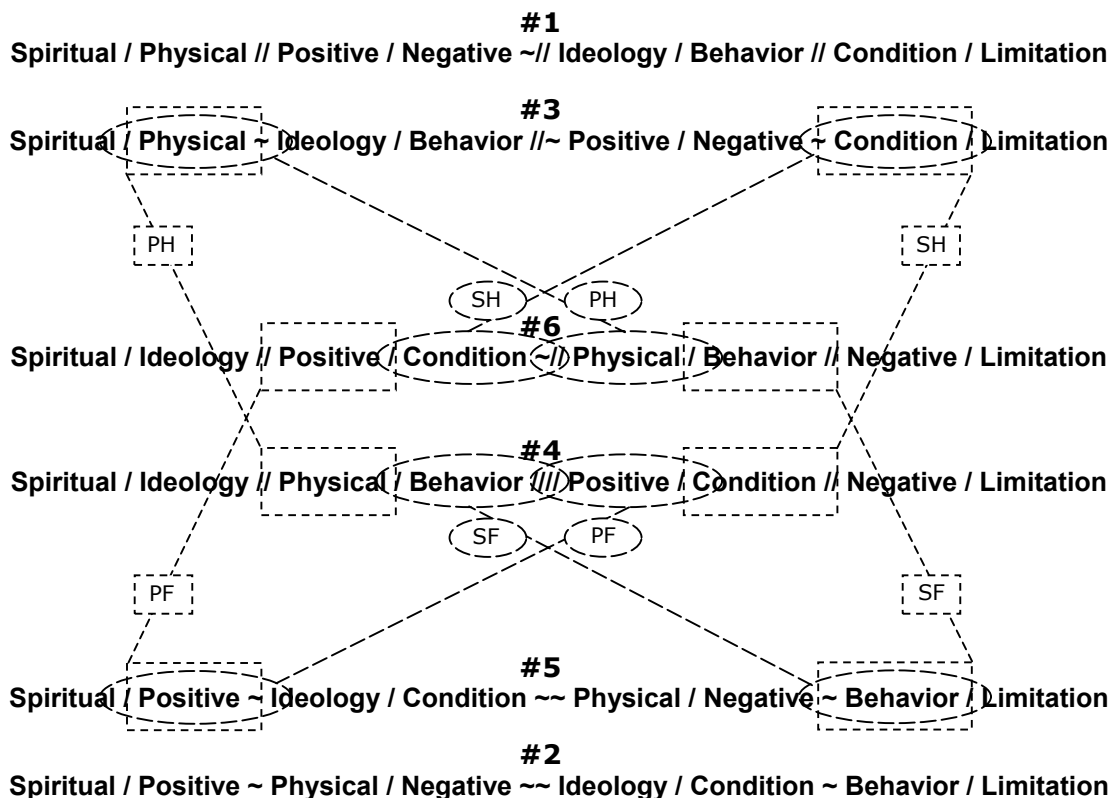 #1
Spiritual / Physical // Positive / Negative ~// Ideology / Behavior // Condition / Limitation
#3
Spiritual / Physical ~ Ideology / Behavior //~ Positive / Negative ~ Condition / Limitation
PH SH
SH PH
#6
Spiritual / Ideology // Positive / Condition ~// Physical / Behavior // Negative / Limitation
#4
Spiritual / Ideology // Physical / Behavior //// Positive / Condition // Negative / Limitation
SF PF
PF SF
#5
Spiritual / Positive ~ Ideology / Condition ~~ Physical / Negative ~ Behavior / Limitation
#2
Spiritual / Positive ~ Physical / Negative ~~ Ideology / Condition ~ Behavior / Limitation